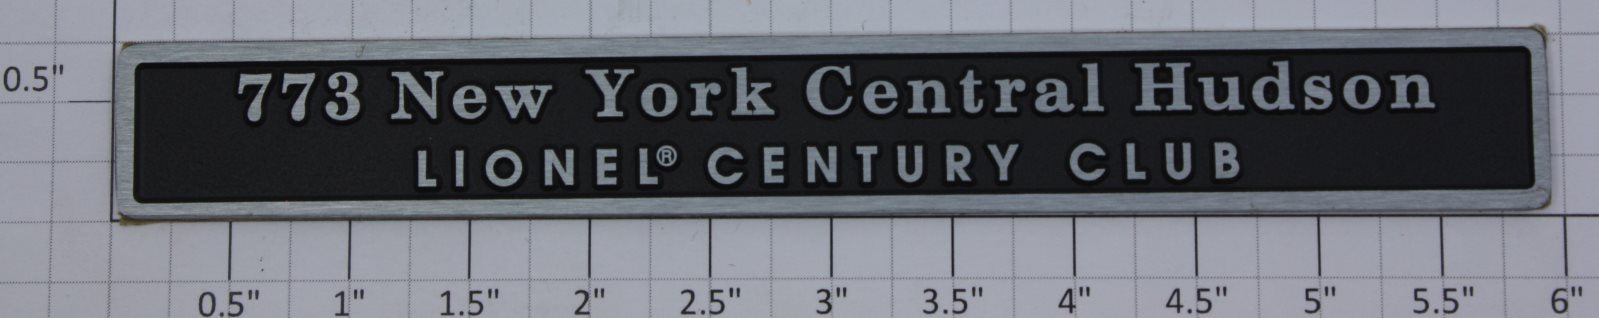 773 New York Central Hudson
LIONEL® CENTURY CLUB
0.5"
0.5" 1" 1.5" 2" 2.5" 3" 3.5" 4" 4.5" 5" 5.5" 6"